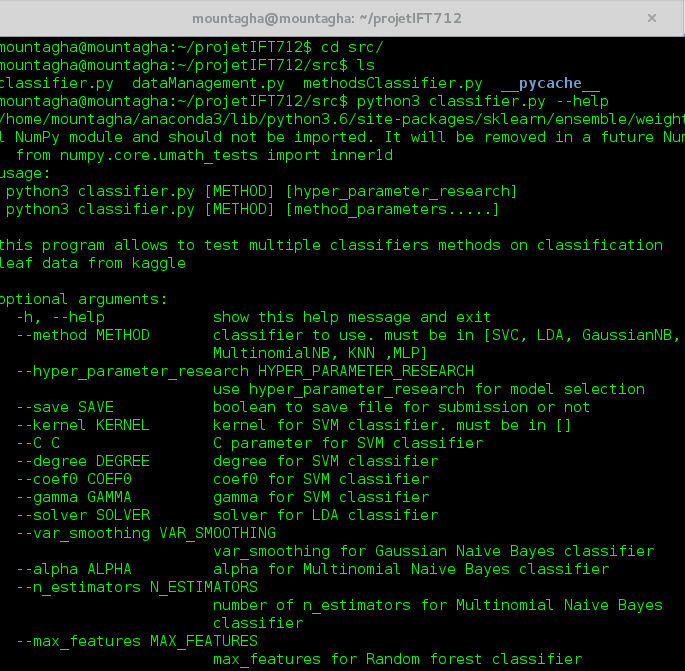 mountagha@mountagha: ~/projetIFT712
mountagha@mountagha:~/projetIFT712$ cd src/
mountagha@mountagha:~/projetIFT712/src$ ls
classifier.py  dataManagement.py  methodsClassifier.py  __pycache__
mountagha@mountagha:~/projetIFT712/src$ python3 classifier.py --help
/home/mountagha/anaconda3/lib/python3.6/site-packages/sklearn/ensemble/weight
l NumPy module and should not be imported. It will be removed in a future Num
  from numpy.core.umath_tests import inner1d
usage:
 python3 classifier.py [METHOD] [hyper_parameter_research]
 python3 classifier.py [METHOD] [method_parameters.....]
this program allows to test multiple classifiers methods on classification
leaf data from kaggle
optional arguments:
  -h, --help            show this help message and exit
  --method METHOD       classifier to use. must be in [SVC, LDA, GaussianNB,
                        MultinomialNB, KNN ,MLP]
  --hyper_parameter_research HYPER_PARAMETER_RESEARCH
                        use hyper_parameter_research for model selection
  --save SAVE           boolean to save file for submission or not
  --kernel KERNEL       kernel for SVM classifier. must be in []
  --C C                 C parameter for SVM classifier
  --degree DEGREE       degree for SVM classifier
  --coef0 COEF0         coef0 for SVM classifier
  --gamma GAMMA         gamma for SVM classifier
  --solver SOLVER       solver for LDA classifier
  --var_smoothing VAR_SMOOTHING
                        var_smoothing for Gaussian Naive Bayes classifier
  --alpha ALPHA         alpha for Multinomial Naive Bayes classifier
  --n_estimators N_ESTIMATORS
                        number of n_estimators for Multinomial Naive Bayes
                        classifier
  --max_features MAX_FEATURES
                        max_features for Random forest classifier